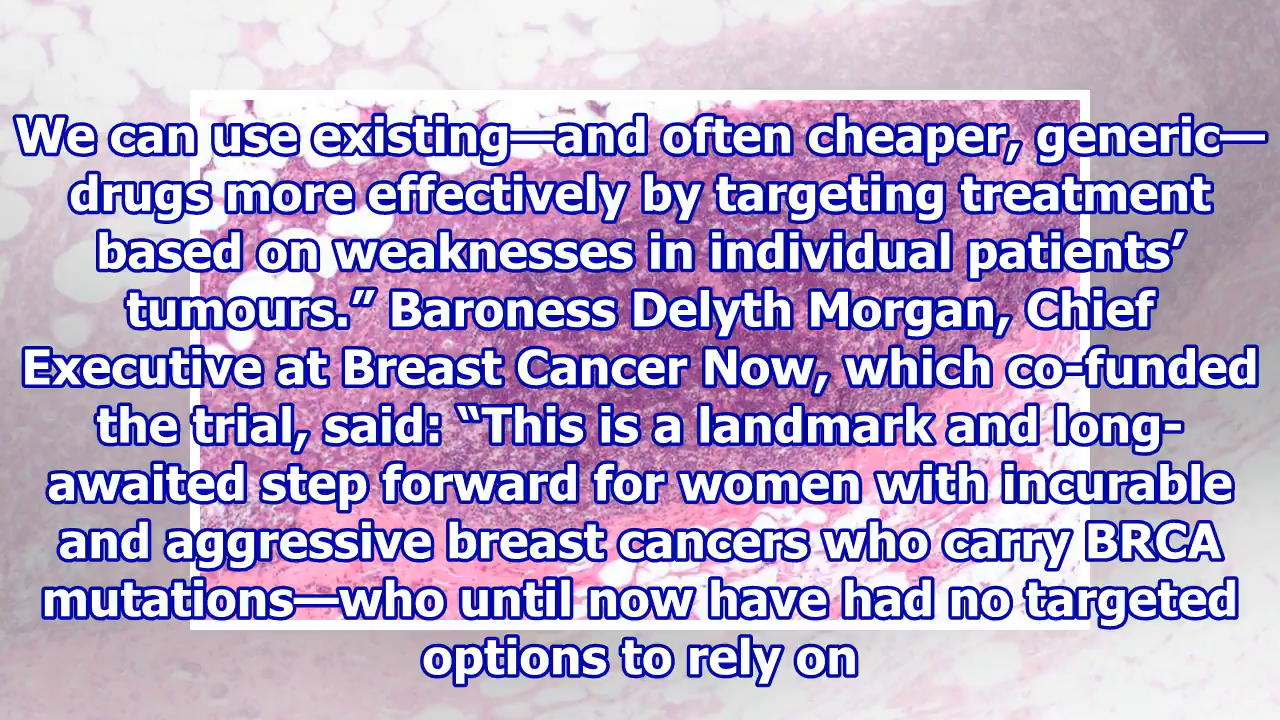 We can use existing—and often cheaper, generic—
drugs more effectively by targeting treatment
based on weaknesses in individual patients’
tumours.” Baroness Delyth Morgan, Chief
Executive at Breast Cancer Now, which co-funded
the trial, said: “This is a landmark and long-
awaited step forward for women with incurable
and aggressive breast cancers who carry BRCA
mutations—who until now have had no targeted
options to rely on